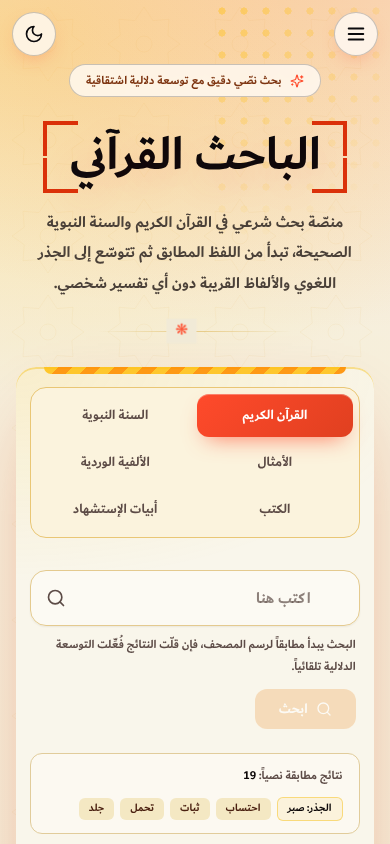 بحث نصّي دقيق مع توسعة دلالية اشتقاقية
الباحث القرآني
منصّة بحث شرعي في القرآن الكريم والسنة النبوية
الصحيحة، تبدأ من اللفظ المطابق ثم تتوسّع إلى الجذر
اللغوي والألفاظ القريبة دون أي تفسير شخصي.
القرآن الكريم
السنة النبوية
الأمثال
الألفية الوردية
الكتب
أبيات الإستشهاد
اكتب هنا
البحث يبدأ مطابقاً لرسم المصحف، فإن قلّت النتائج فُعِّلت التوسعة
الدلالية تلقائياً.
ابحث
نتائج مطابقة نصياً: 19
الجذر: صبر
احتساب
ثبات
تحمل
جلد